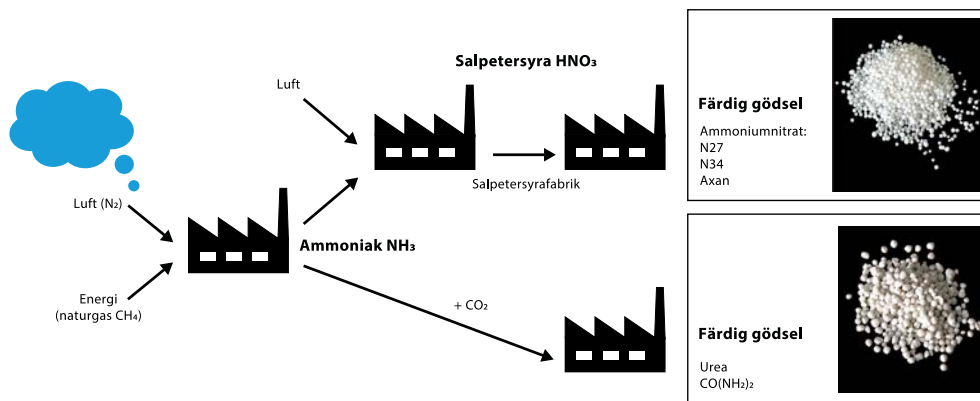 Luft (N₂)
Energi
(naturgas CH₄)
Ammoniak NH₃
Luft
Salpetersyra HNO₃
Salpetersyrafabrik
+ CO₂
Färdig gödsel
Ammoniumnitrat:
N27
N34
Axan
Färdig gödsel
Urea
CO(NH₂)₂